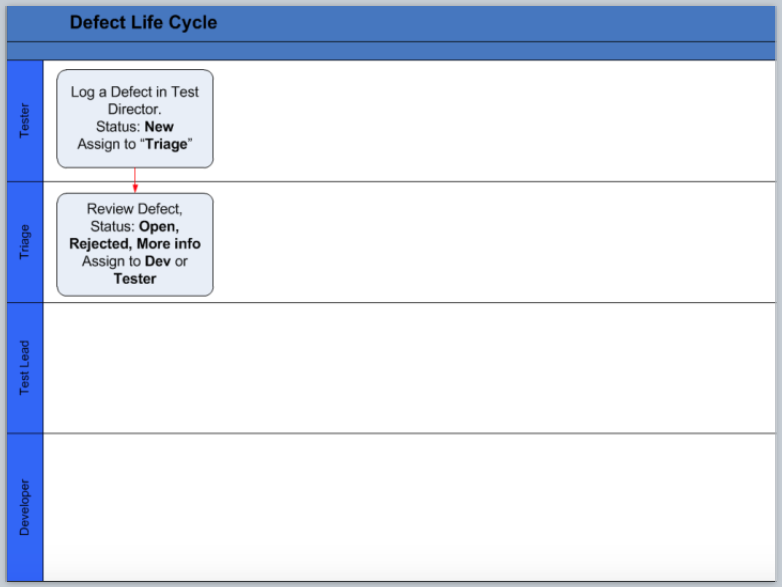 Defect Life Cycle
Tester
Log a Defect in Test
Director.
Status: New
Assign to “Triage”
Triage
Review Defect,
Status: Open,
Rejected, More info
Assign to Dev or
Tester
Test Lead
Developer